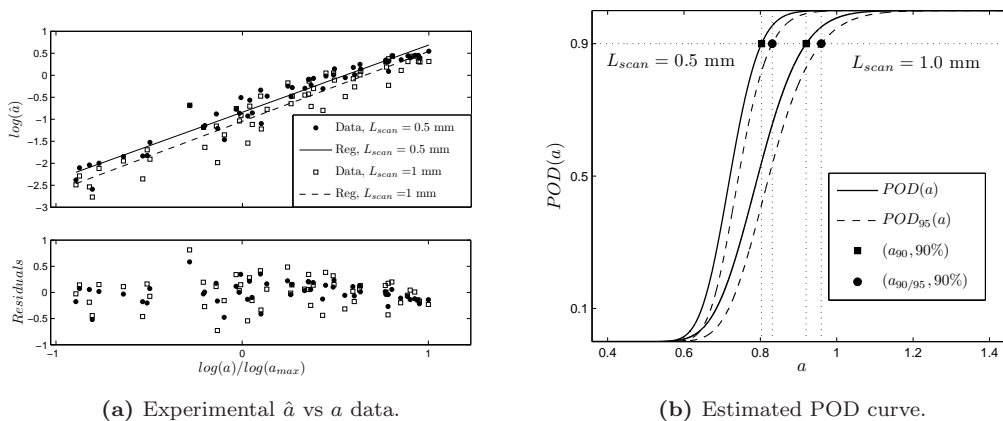 1
0.5
0
−0.5
−1
−1.5
−2
−2.5
−3
log(â)
Data, L_scan = 0.5 mm
Reg, L_scan = 0.5 mm
Data, L_scan =1 mm
Reg, L_scan =1 mm
1
0.5
0
−0.5
−1
Residuals
−1
0
1
log(a)/log(a_max)
(a) Experimental â vs a data.
0.9
0.5
0.1
POD(a)
L_scan = 0.5 mm
L_scan = 1.0 mm
POD(a)
POD_95(a)
(a_90, 90%)
(a_90/95, 90%)
0.4
0.6
0.8
1
1.2
1.4
a
(b) Estimated POD curve.